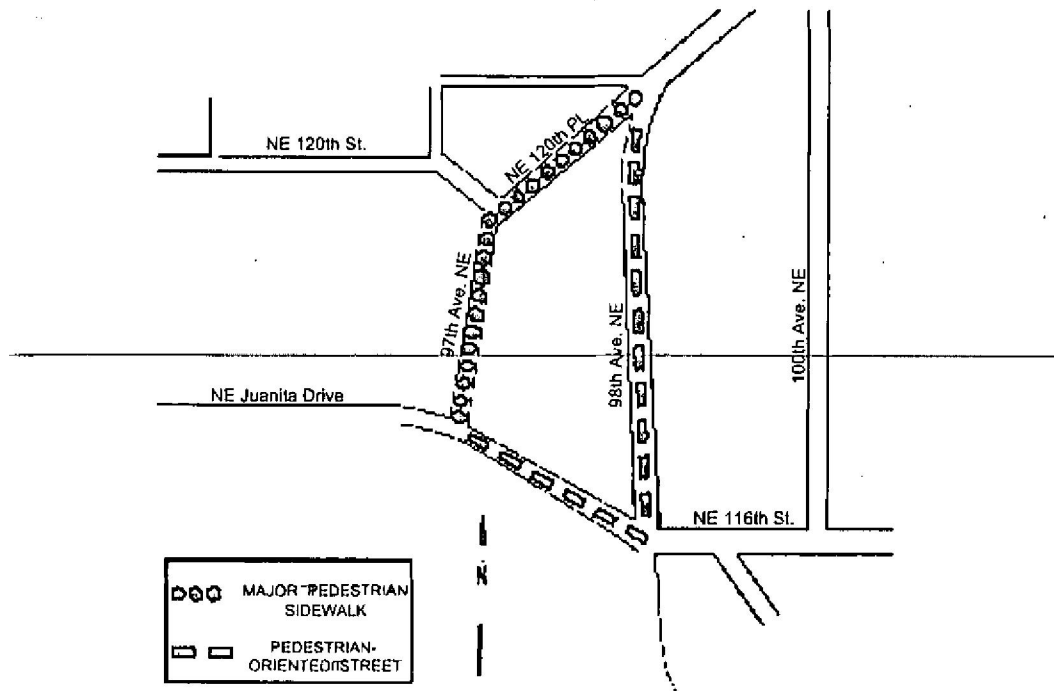 NE 120th St.
NE 120th Pl.
97th Ave. NE
98th Ave. NE
100th Ave. NE
NE Juanita Drive
NE 116th St.
N
MAJOR PEDESTRIAN
SIDEWALK
PEDESTRIAN-
ORIENTED STREET